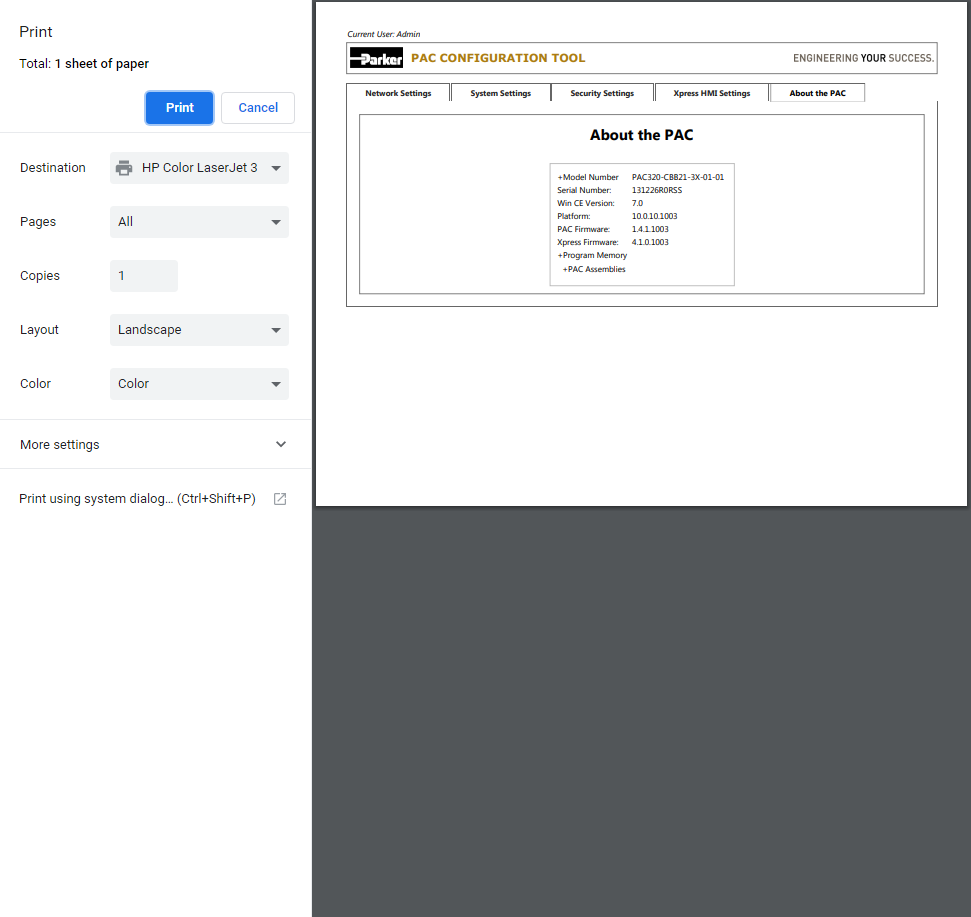 Print
Total: 1 sheet of paper
Print Cancel
Destination HP Color LaserJet 3
Pages All
Copies 1
Layout Landscape
Color Color
More settings
Print using system dialog... (Ctrl+Shift+P)
Current User: Admin
Parker PAC CONFIGURATION TOOL ENGINEERING YOUR SUCCESS.
Network Settings System Settings Security Settings Xpress HMI Settings About the PAC
About the PAC
+Model Number PAC320-CBB21-3X-01-01
Serial Number: 131226R0RSS
Win CE Version: 7.0
Platform: 10.0.10.1003
PAC Firmware: 1.4.1.1003
Xpress Firmware: 4.1.0.1003
+Program Memory
+PAC Assemblies